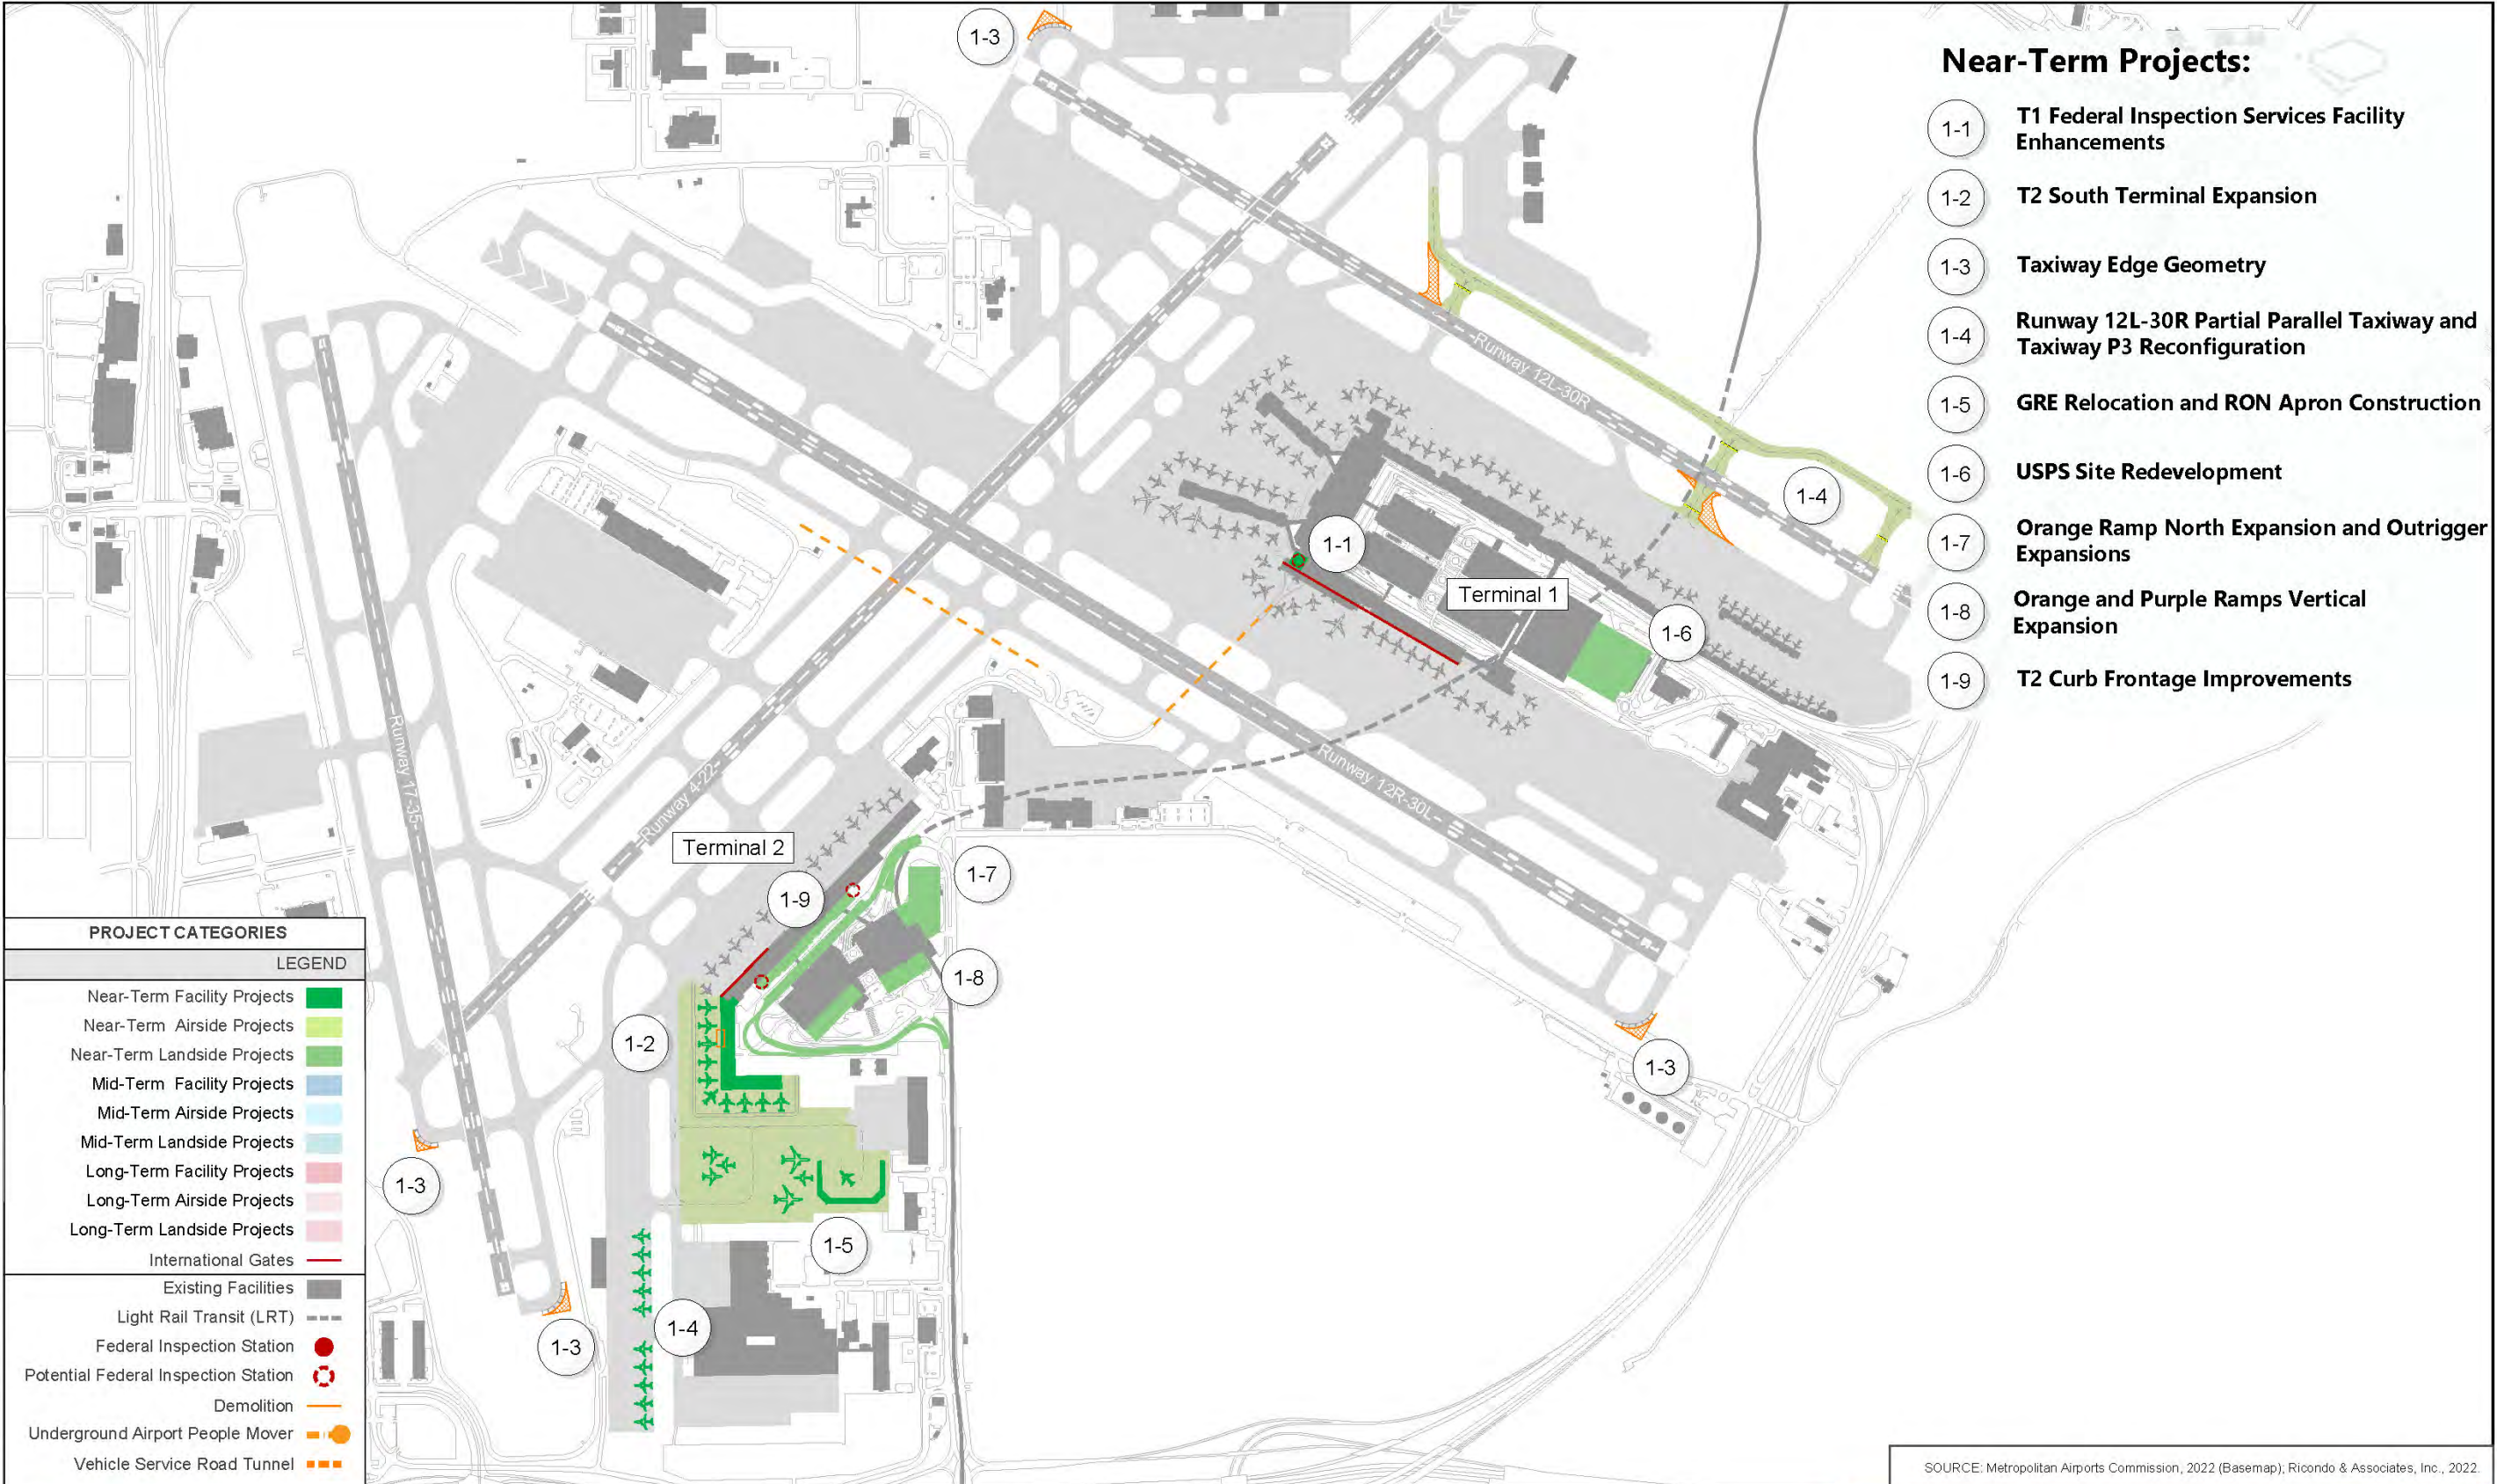 Near-Term Projects:
1-1 T1 Federal Inspection Services Facility
Enhancements
1-2 T2 South Terminal Expansion
1-3 Taxiway Edge Geometry
1-4 Runway 12L-30R Partial Parallel Taxiway and
Taxiway P3 Reconfiguration
1-5 GRE Relocation and RON Apron Construction
1-6 USPS Site Redevelopment
1-7 Orange Ramp North Expansion and Outrigger
Expansions
1-8 Orange and Purple Ramps Vertical
Expansion
1-9 T2 Curb Frontage Improvements
1-3
Runway 12L-30R
1-4
1-1
Terminal 1
1-6
Runway 17-35
Runway 4-22
Runway 12R-30L
Terminal 2
1-7
1-9
1-8
1-2
1-3
1-3
1-5
1-4
1-3
PROJECT CATEGORIES
LEGEND
Near-Term Facility Projects
Near-Term Airside Projects
Near-Term Landside Projects
Mid-Term Facility Projects
Mid-Term Airside Projects
Mid-Term Landside Projects
Long-Term Facility Projects
Long-Term Airside Projects
Long-Term Landside Projects
International Gates
Existing Facilities
Light Rail Transit (LRT)
Federal Inspection Station
Potential Federal Inspection Station
Demolition
Underground Airport People Mover
Vehicle Service Road Tunnel
SOURCE: Metropolitan Airports Commission, 2022 (Basemap); Ricondo & Associates, Inc., 2022.